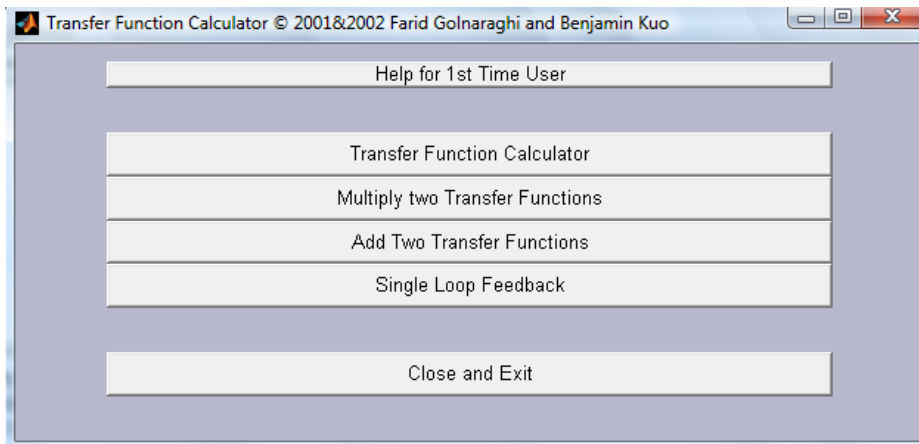 Transfer Function Calculator © 2001&2002 Farid Golnaraghi and Benjamin Kuo
Help for 1st Time User
Transfer Function Calculator
Multiply two Transfer Functions
Add Two Transfer Functions
Single Loop Feedback
Close and Exit